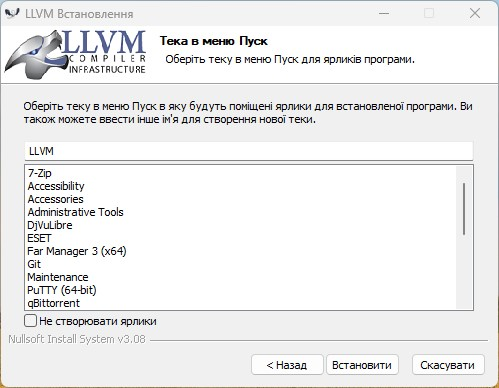 LLVM Встановлення
LLVM
COMPILER
INFRASTRUCTURE
Тека в меню Пуск
Оберіть теку в меню Пуск для ярликів програми.
Оберіть теку в меню Пуск в яку будуть поміщені ярлики для встановленої програми. Ви
також можете ввести інше ім'я для створення нової теки.
LLVM
7-Zip
Accessibility
Accessories
Administrative Tools
DjVuLibre
ESET
Far Manager 3 (x64)
Git
Maintenance
PuTTY (64-bit)
qBittorrent
Не створювати ярлики
Nullsoft Install System v3.08
< Назад
Встановити
Скасувати